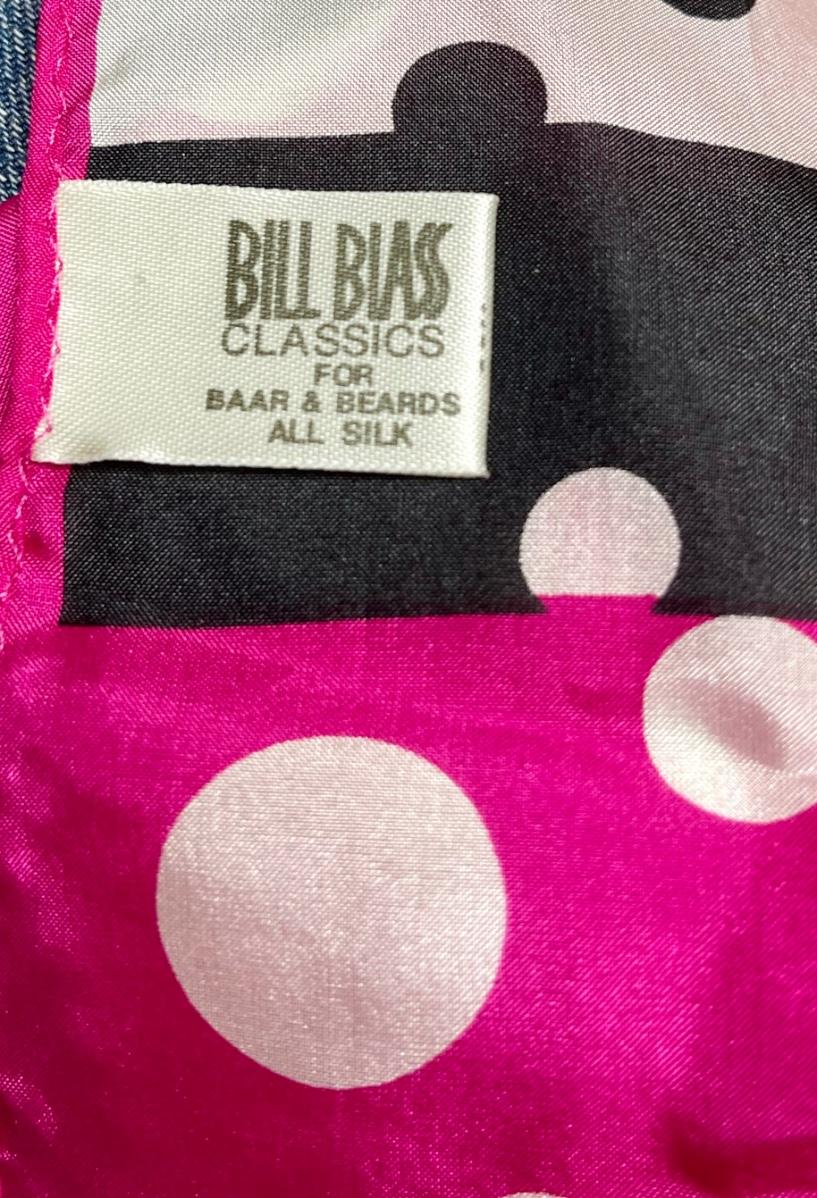 BILL BLASS
CLASSICS
FOR
BAAR & BEARDS
ALL SILK